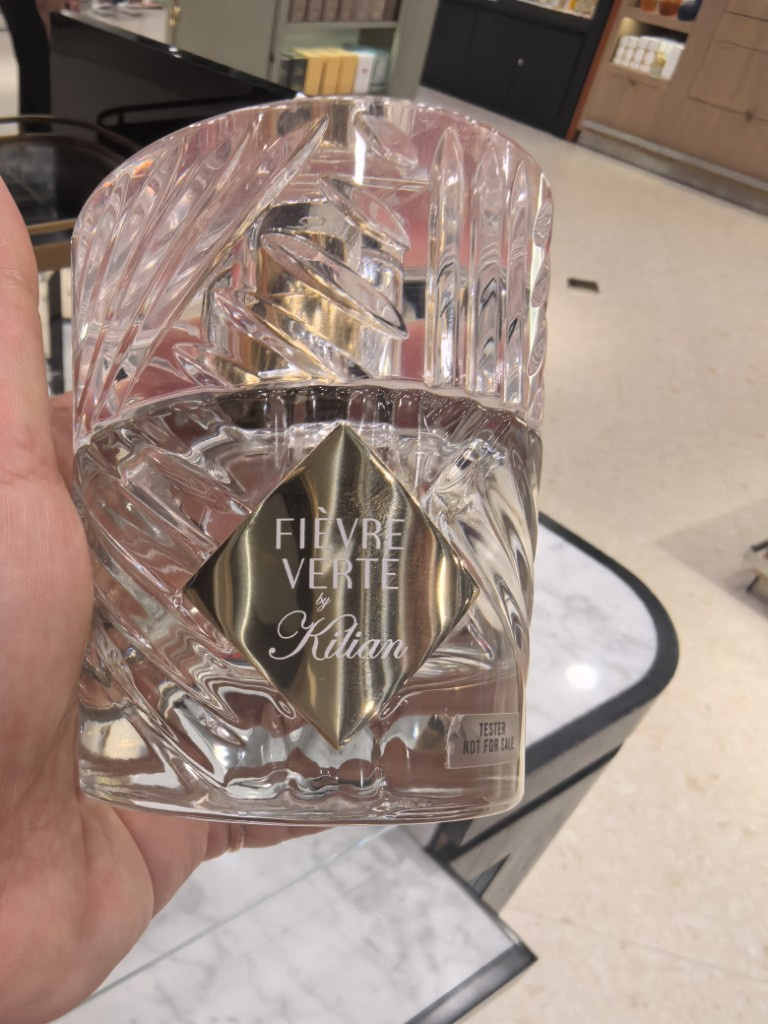 FIÈVRE
VERTE
by
Kilian
TESTER
NOT FOR SALE